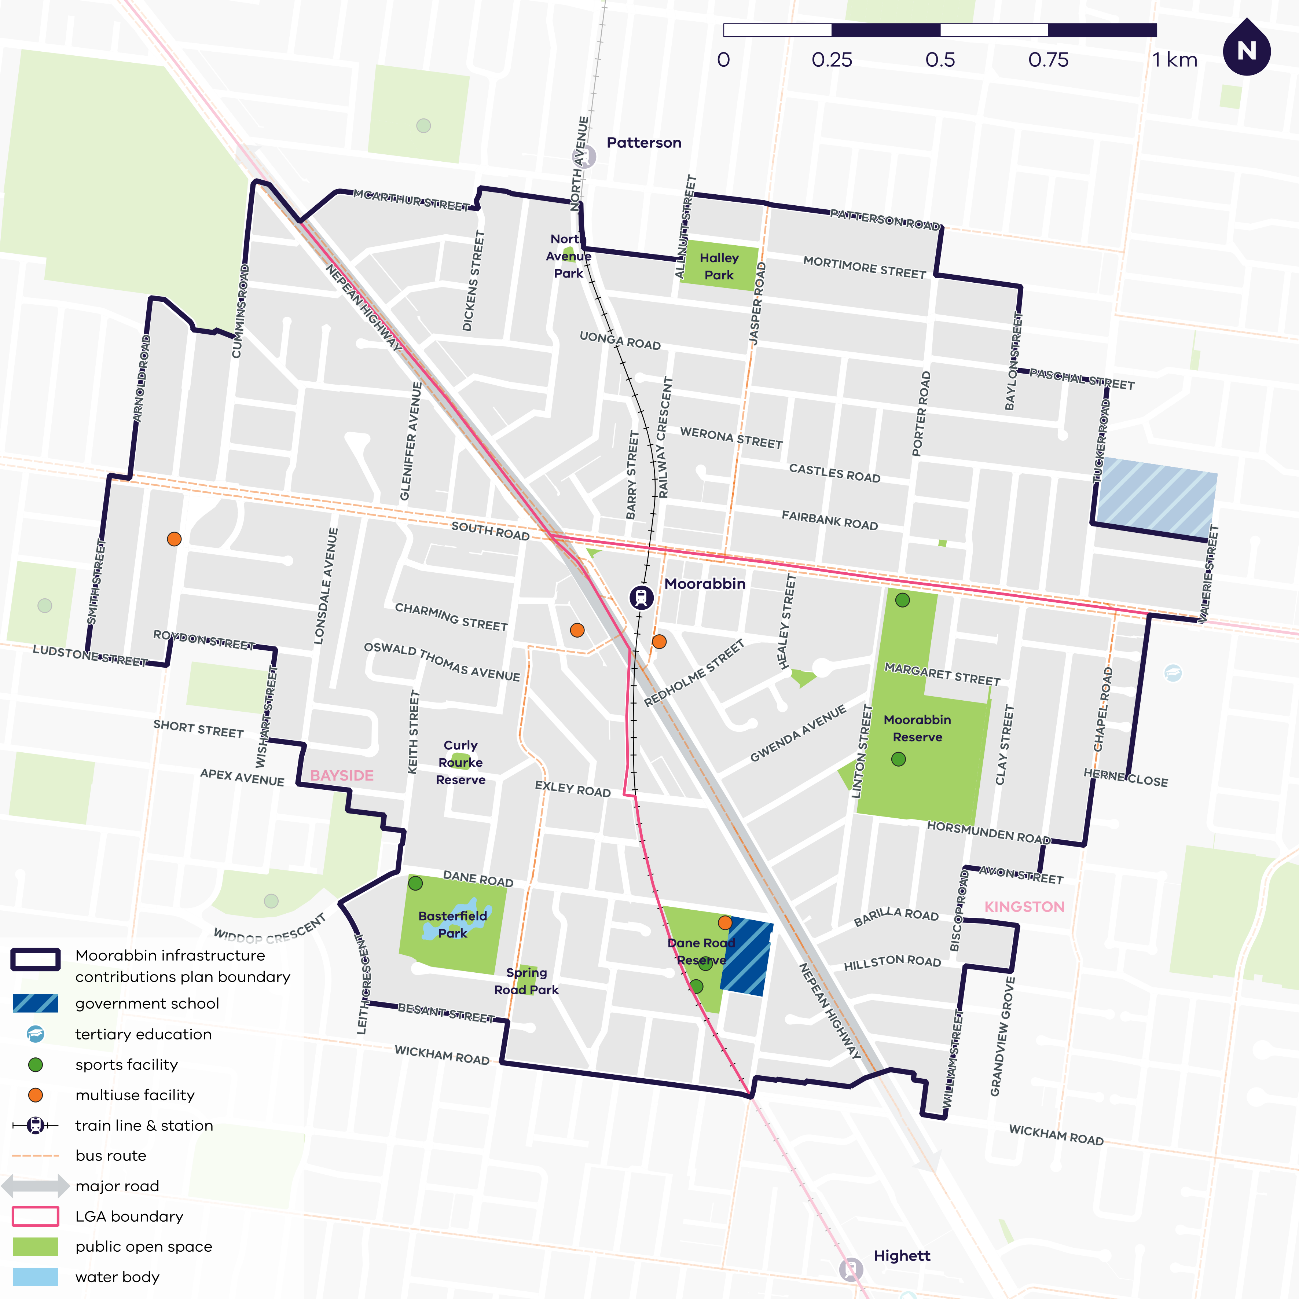 0 0.25 0.5 0.75 1 km
N
Patterson
NORTH AVENUE
MCARTHUR STREET
ALLNUTT STREET
PATTERSON ROAD
North
Avenue
Park
Halley
Park
MORTIMORE STREET
DICKENS STREET
NEPEAN HIGHWAY
CUMMINS ROAD
JASPER ROAD
UONGA ROAD
ARNOLD ROAD
BAYLON STREET
PASCHAL STREET
GLENIFFER AVENUE
BARRY STREET
RAILWAY CRESCENT
WERONA STREET
PORTER ROAD
TUCKER ROAD
CASTLES ROAD
FAIRBANK ROAD
SOUTH ROAD
VALERIE STREET
SMITH STREET
LONSDALE AVENUE
Moorabbin
CHARMING STREET
HEALEY STREET
ROYDON STREET
LUDSTONE STREET
OSWALD THOMAS AVENUE
REDHOLME STREET
MARGARET STREET
CHAPEL ROAD
WISHART STREET
KEITH STREET
SHORT STREET
GWENDA AVENUE
LINTON STREET
Moorabbin
Reserve
CLAY STREET
Curly
Rourke
Reserve
APEX AVENUE
BAYSIDE
EXLEY ROAD
HERNE CLOSE
HORSMUNDEN ROAD
DANE ROAD
AVON STREET
KINGSTON
BISCOP ROAD
BARILLA ROAD
Basterfield
Park
WIDDOP CRESCENT
Dane Road
Reserve
HILLSTON ROAD
Spring
Road Park
LEITH CRESCENT
BESANT STREET
NEPEAN HIGHWAY
WILLIAM STREET
GRANDVIEW GROVE
WICKHAM ROAD
WICKHAM ROAD
Highett
Moorabbin infrastructure
contributions plan boundary
government school
tertiary education
sports facility
multiuse facility
train line & station
bus route
major road
LGA boundary
public open space
water body